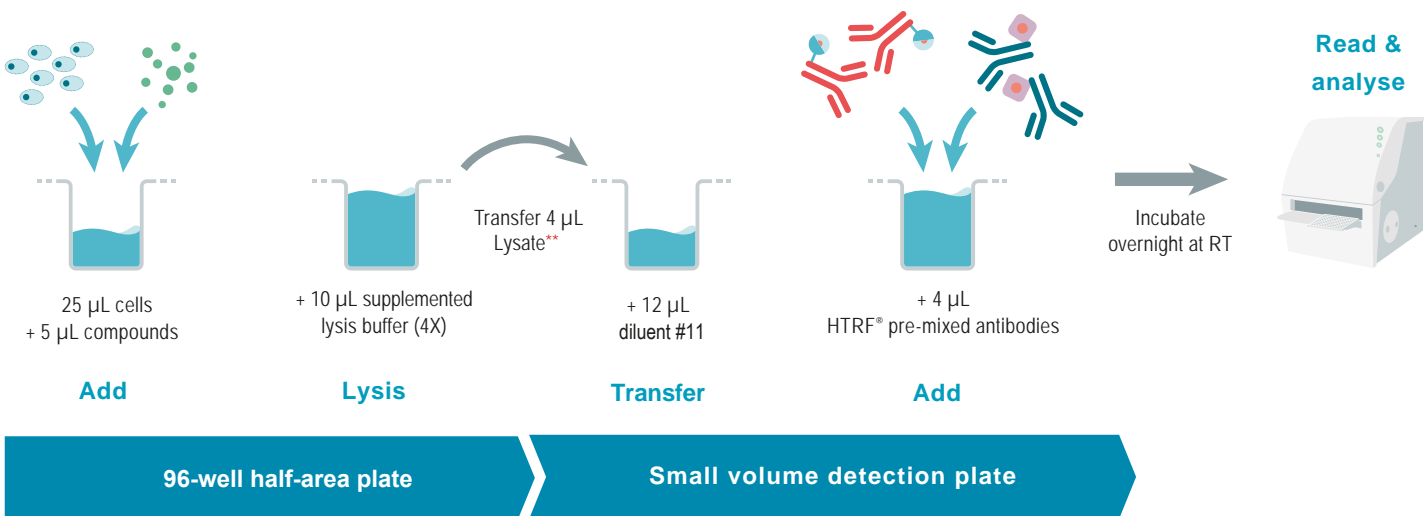 25 µL cells
+ 5 µL compounds
Add
+ 10 µL supplemented
lysis buffer (4X)
Lysis
Transfer 4 µL
Lysate**
+ 12 µL
diluent #11
Transfer
+ 4 µL
HTRF® pre-mixed antibodies
Add
Incubate
overnight at RT
Read &
analyse
96-well half-area plate
Small volume detection plate